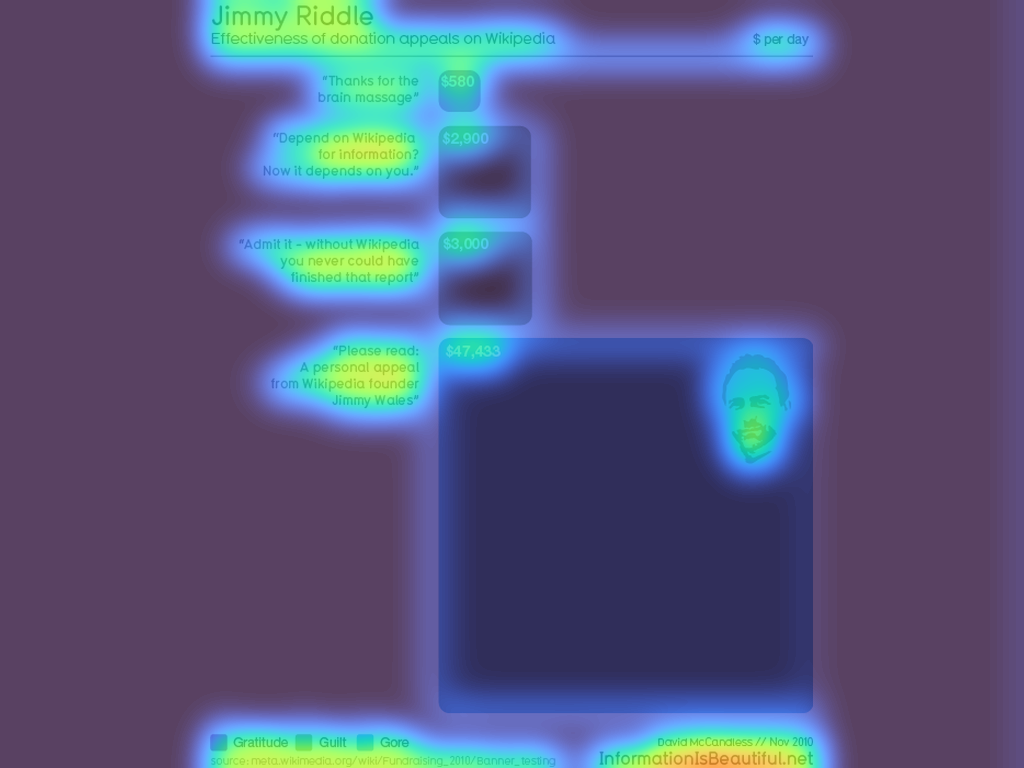 Jimmy Riddle
Effectiveness of donation appeals on Wikipedia
$ per day
"Thanks for the
brain massage"
$580
"Depend on Wikipedia
for information?
Now it depends on you."
$2,900
"Admit it - without Wikipedia
you never could have
finished that report"
$3,000
"Please read:
A personal appeal
from Wikipedia founder
Jimmy Wales"
$47,433
Gratitude Guilt Gore
source: meta.wikimedia.org/wiki/Fundraising_2010/Banner_testing
David McCandless // Nov 2010
InformationIsBeautiful.net